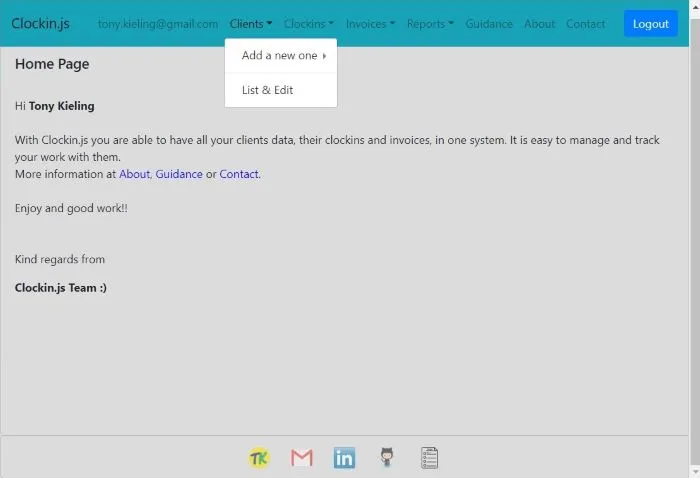 Clockin.js tony.kieling@gmail.com Clients Clockins Invoices Reports Guidance About Contact Logout
Add a new one
List & Edit
Home Page
Hi Tony Kieling
With Clockin.js you are able to have all your clients data, their clockins and invoices, in one system. It is easy to manage and track
your work with them.
More information at About, Guidance or Contact.
Enjoy and good work!!
Kind regards from
Clockin.js Team :)
TK in